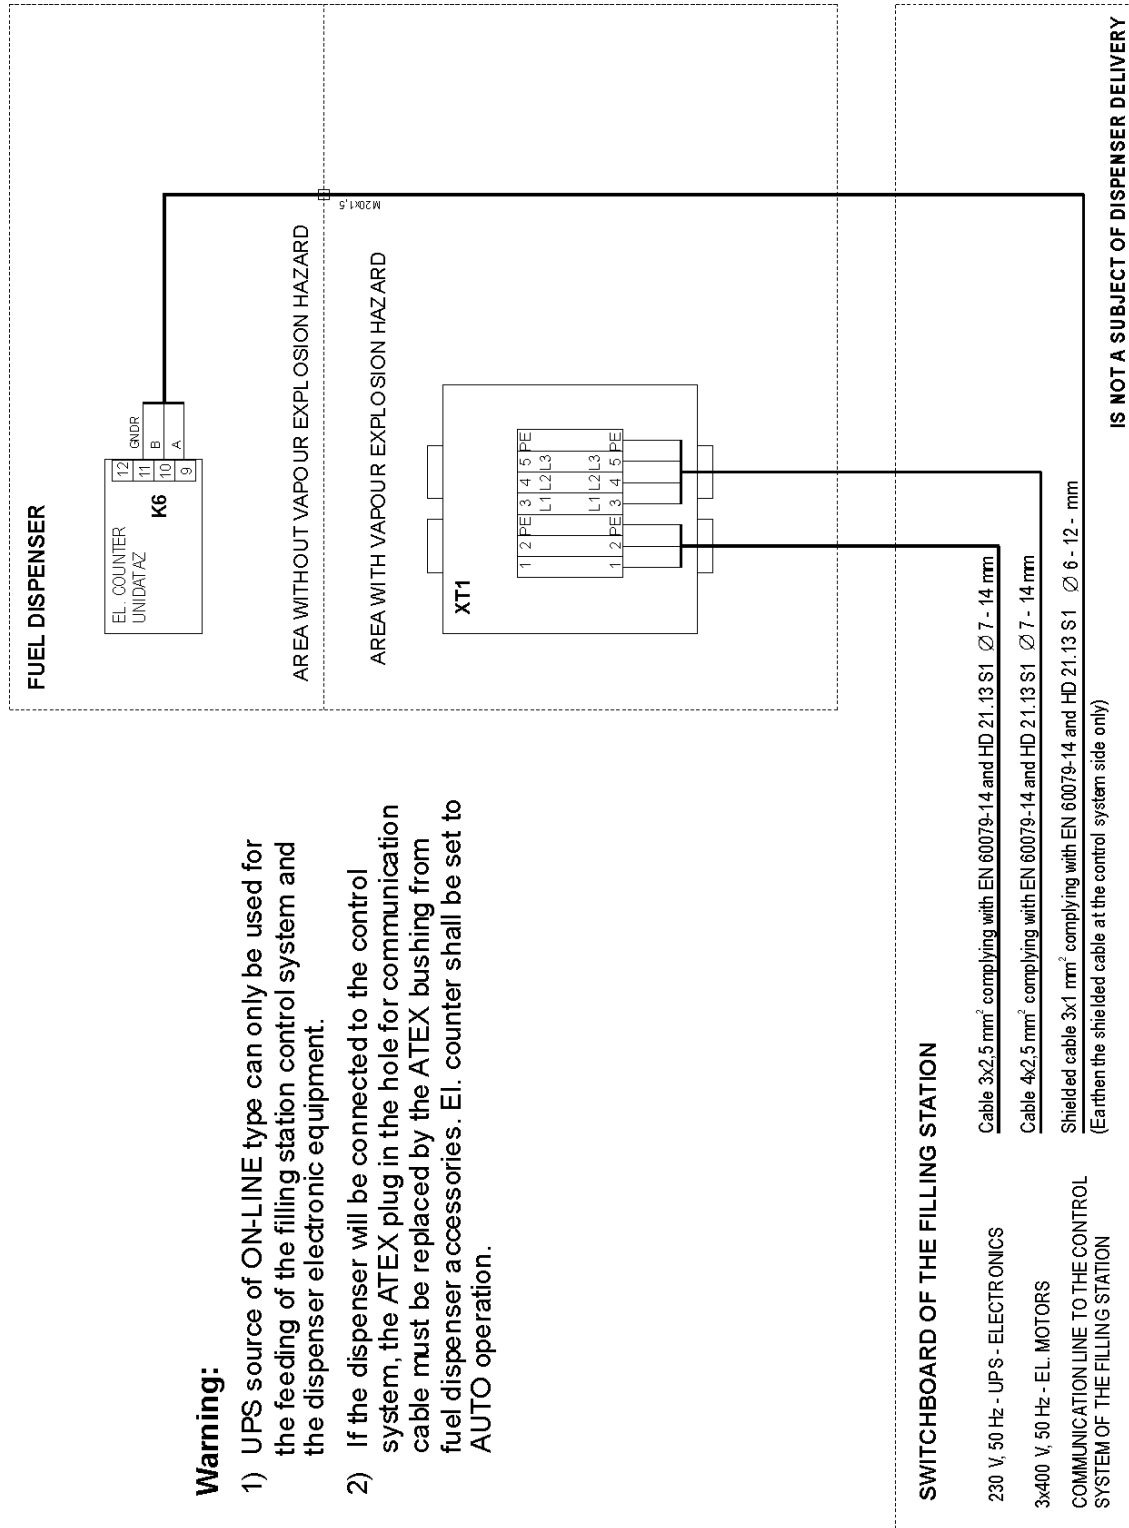 FUEL DISPENSER
EL. COUNTER
UNIDATAZ
K6
12
11
10
9
GNDR
B
A
AREA WITHOUT VAPOUR EXPLOSION HAZARD
M20x1,5
AREA WITH VAPOUR EXPLOSION HAZARD
XT1
1 2 PE 3 4 5 PE
L1 L2 L3
L1 L2 L3
1 2 PE 3 4 5 PE
Warning:
1) UPS source of ON-LINE type can only be used for
the feeding of the filling station control system and
the dispenser electronic equipment.
2) If the dispenser will be connected to the control
system, the ATEX plug in the hole for communication
cable must be replaced by the ATEX bushing from
fuel dispenser accessories. El. counter shall be set to
AUTO operation.
SWITCHBOARD OF THE FILLING STATION
230 V, 50 Hz - UPS - ELECTRONICS
Cable 3x2,5 mm² complying with EN 60079-14 and HD 21.13 S1 ∅ 7 - 14 mm
3x400 V, 50 Hz - EL. MOTORS
Cable 4x2,5 mm² complying with EN 60079-14 and HD 21.13 S1 ∅ 7 - 14 mm
COMMUNICATION LINE TO THE CONTROL
SYSTEM OF THE FILLING STATION
Shielded cable 3x1 mm² complying with EN 60079-14 and HD 21.13 S1 ∅ 6 - 12 - mm
(Earthen the shielded cable at the control system side only)
IS NOT A SUBJECT OF DISPENSER DELIVERY